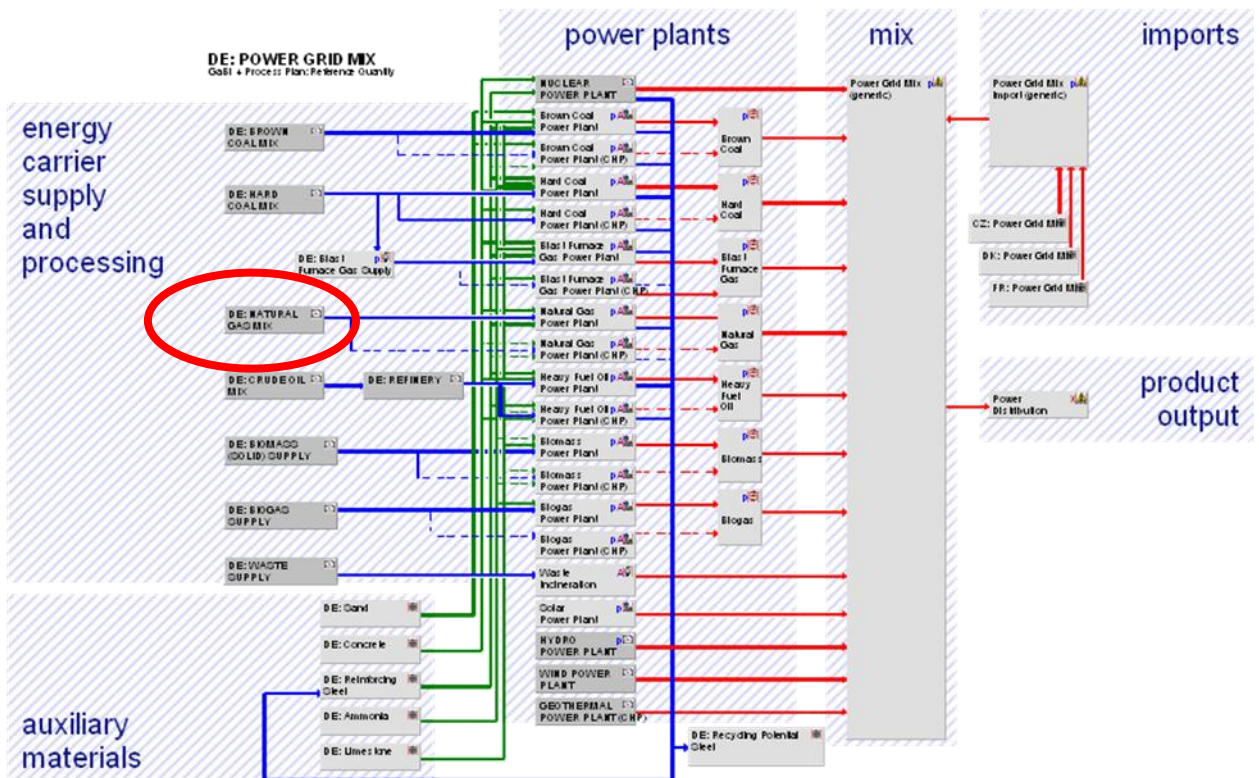 power plants
mix
imports
DE: POWER GRID MIX
GaBi 4 Process Plan: Reference Quantity
energy
carrier
supply
and
processing
DE: BROWN
COAL MIX
DE: HARD
COAL MIX
DE: Blast
Furnace Gas Supply
DE: NATURAL
GAS MIX
DE: CRUDE OIL
MIX
DE: REFINERY
DE: BIOMASS
(SOLID) SUPPLY
DE: BIOGAS
SUPPLY
DE: WASTE
SUPPLY
NUCLEAR
POWER PLANT
Brown Coal
Power Plant
Brown Coal
Power Plant (CHP)
Hard Coal
Power Plant
Hard Coal
Power Plant (CHP)
Blast Furnace
Gas Power Plant
Blast Furnace
Gas Power Plant (CHP)
Natural Gas
Power Plant
Natural Gas
Power Plant (CHP)
Heavy Fuel Oil
Power Plant
Heavy Fuel Oil
Power Plant (CHP)
Biomass
Power Plant
Biomass
Power Plant (CHP)
Biogas
Power Plant
Biogas
Power Plant (CHP)
Waste
Incineration
Solar
Power Plant
HYDRO
POWER PLANT
WIND POWER
PLANT
GEOTHERMAL
POWER PLANT (CHP)
Brown
Coal
Hard
Coal
Blast
Furnace
Gas
Natural
Gas
Heavy
Fuel
Oil
Biomass
Biogas
Power Grid Mix
(generic)
Power Grid Mix
Import (generic)
CZ: Power Grid Mix
DK: Power Grid Mix
FR: Power Grid Mix
product
output
Power
Distribution
auxiliary
materials
DE: Sand
DE: Concrete
DE: Reinforcing
Steel
DE: Ammonia
DE: Limestone
DE: Recycling Potential
Steel